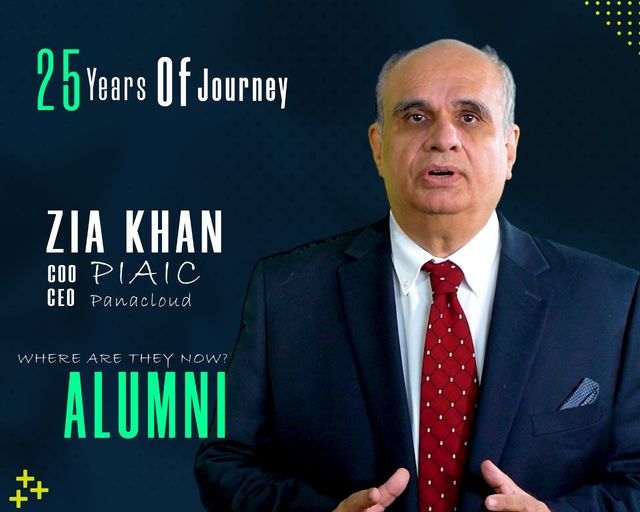 25 Years Of Journey
ZIA KHAN
COO PIAIC
CEO Panacloud
WHERE ARE THEY NOW?
ALUMNI